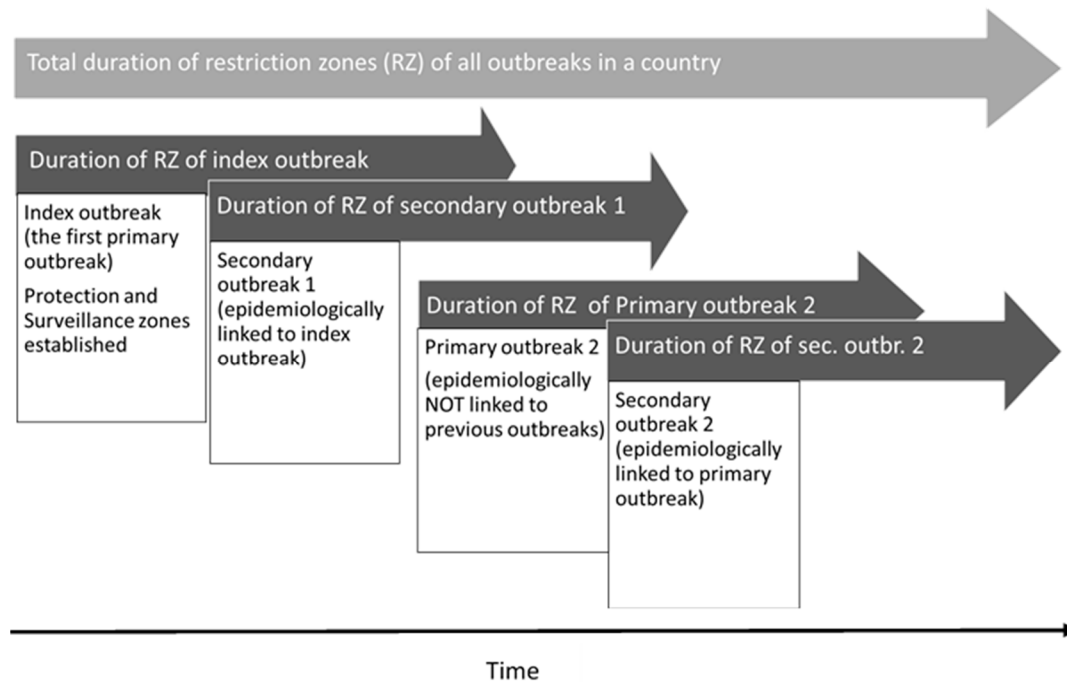 Total duration of restriction zones (RZ) of all outbreaks in a country
Duration of RZ of index outbreak
Index outbreak
(the first primary
outbreak)
Protection and
Surveillance zones
established
Duration of RZ of secondary outbreak 1
Secondary
outbreak 1
(epidemiologically
linked to index
outbreak)
Duration of RZ  of Primary outbreak 2
Primary outbreak 2
(epidemiologically
NOT linked to
previous outbreaks)
Duration of RZ of sec. outbr. 2
Secondary
outbreak 2
(epidemiologically
linked to primary
outbreak)
Time